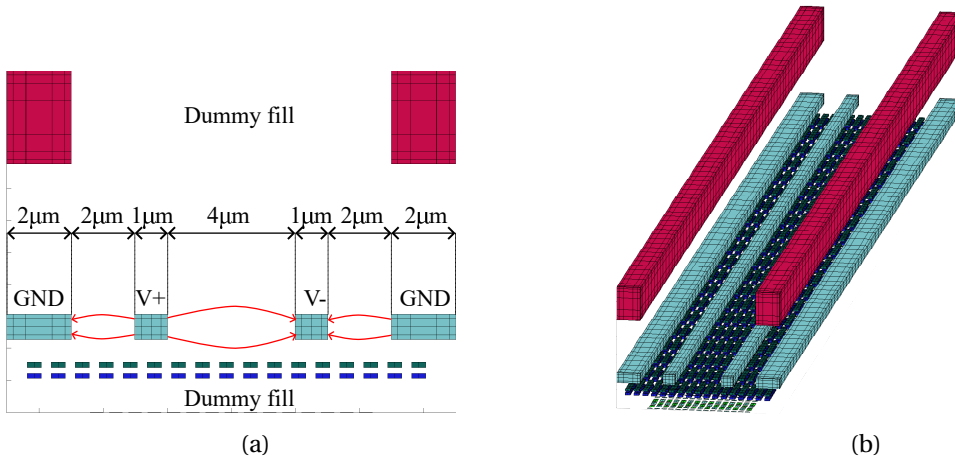 Dummy fill
2μm 2μm 1μm 4μm 1μm 2μm 2μm
GND V+ V- GND
Dummy fill
(a) (b)